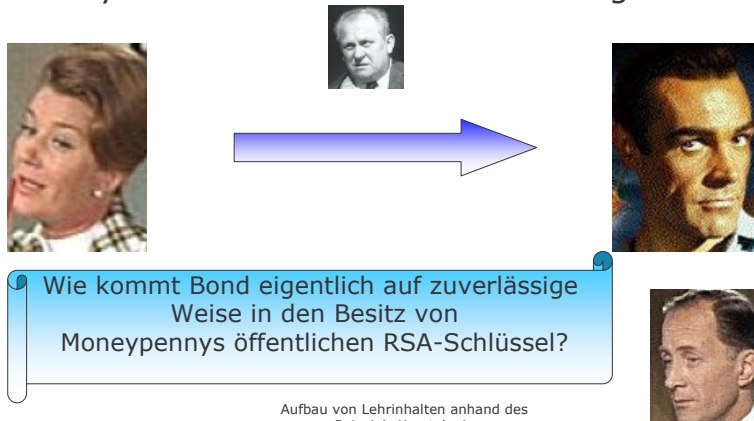 Wie kommt Bond eigentlich auf zuverlässige
Weise in den Besitz von
Moneypennys öffentlichen RSA-Schlüssel?
Aufbau von Lehrinhalten anhand des